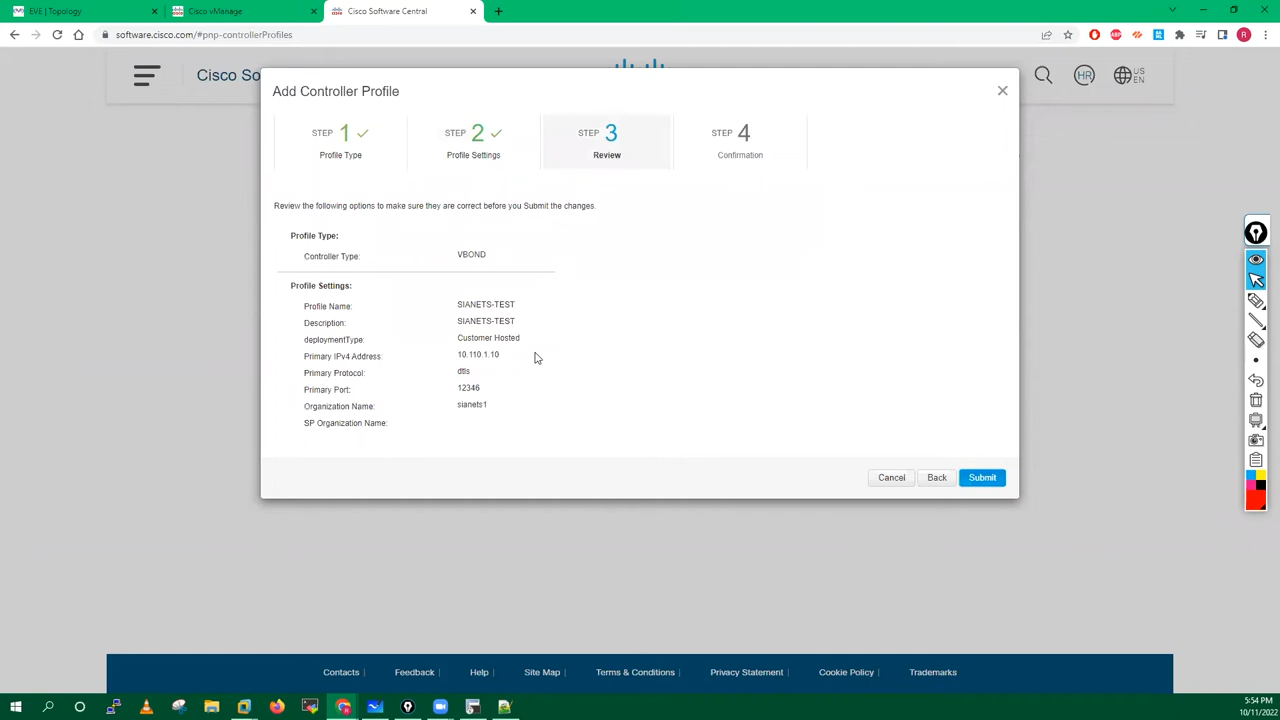 EVE | Topology
Cisco vManage
Cisco Software Central
software.cisco.com/#pnp-controllerProfiles
R
Cisco So
HR
US
EN
Add Controller Profile
STEP 1
Profile Type
STEP 2
Profile Settings
STEP 3
Review
STEP 4
Confirmation
Review the following options to make sure they are correct before you Submit the changes.
Profile Type:
Controller Type: VBOND
Profile Settings:
Profile Name: SIANETS-TEST
Description: SIANETS-TEST
deploymentType: Customer Hosted
Primary IPv4 Address: 10.110.1.10
Primary Protocol: dtls
Primary Port: 12346
Organization Name: sianets1
SP Organization Name:
Cancel Back Submit
Contacts | Feedback | Help | Site Map | Terms & Conditions | Privacy Statement | Cookie Policy | Trademarks
5:54 PM
10/11/2022